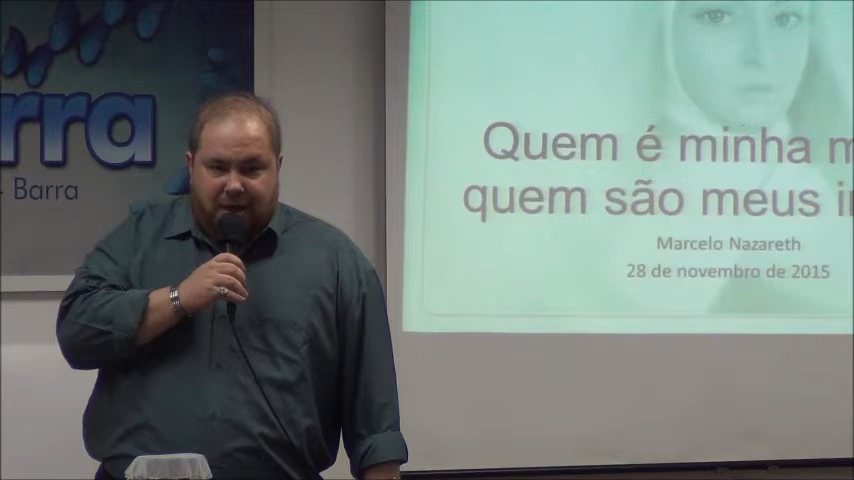 rra
- Barra
Quem é minha m
quem são meus i
Marcelo Nazareth
28 de novembro de 2015